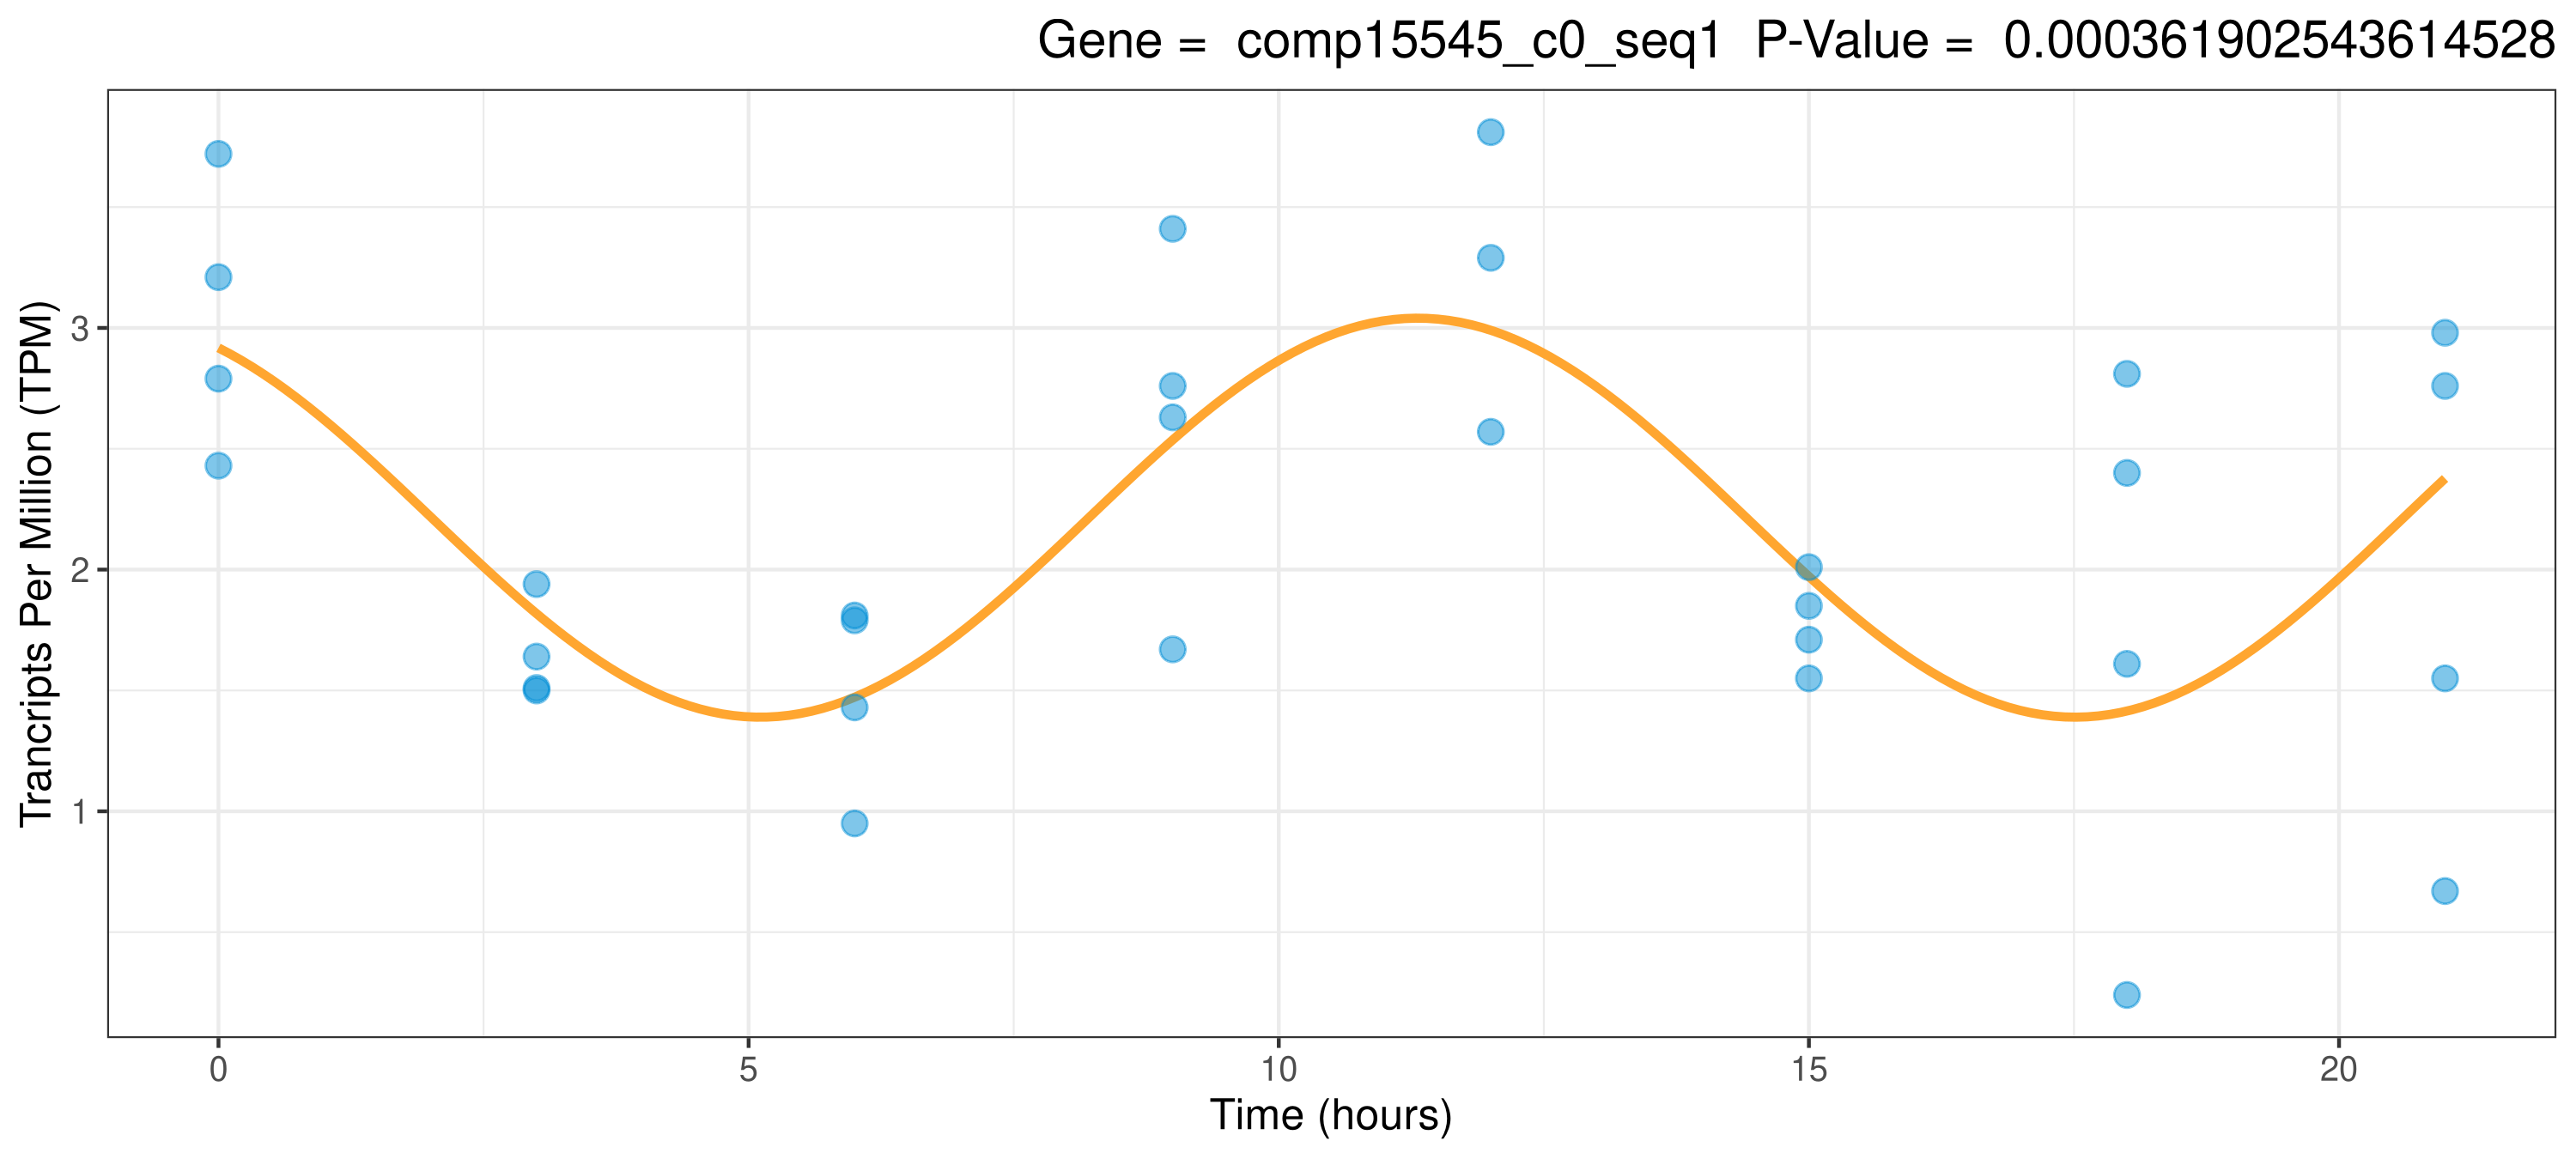 Gene = comp15545_c0_seq1 P-Value = 0.000361902543614528
Trancripts Per Million (TPM)
3
2
1
0 5 10 15 20
Time (hours)